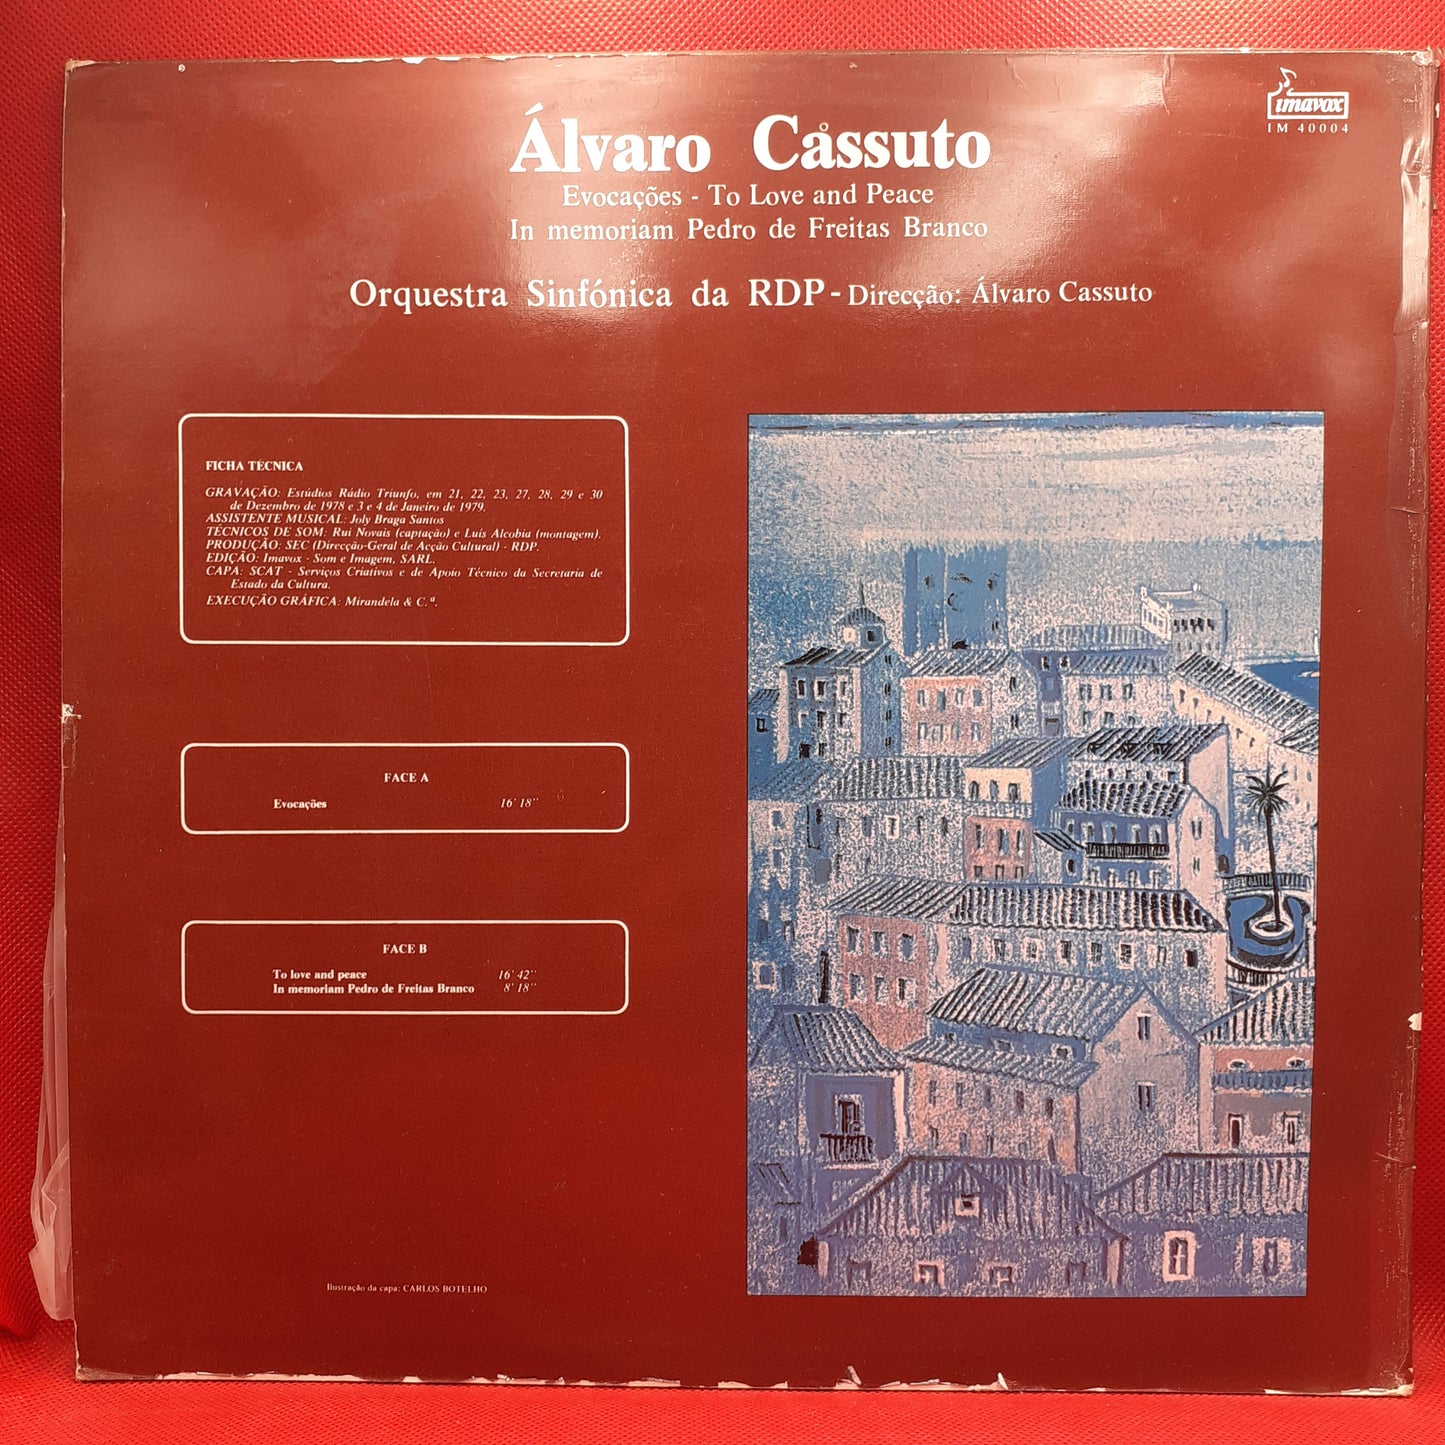 imavox
IM 40004
Álvaro Cassuto
Evocações - To Love and Peace
In memoriam Pedro de Freitas Branco
Orquestra Sinfónica da RDP - Direcção: Álvaro Cassuto
FICHA TÉCNICA
GRAVAÇÃO: Estúdios Rádio Triunfo, em 21, 22, 23, 27, 28, 29 e 30
de Dezembro de 1978 e 3 e 4 de Janeiro de 1979.
ASSISTENTE MUSICAL: Joly Braga Santos
TÉCNICOS DE SOM: Rui Novais (captação) e Luís Alcobia (montagem).
PRODUÇÃO: SEC (Direcção-Geral de Acção Cultural) - RDP.
EDIÇÃO: Imavox - Som e Imagem, SARL.
CAPA: SCAT - Serviços Criativos e de Apoio Técnico da Secretaria de
Estado da Cultura.
EXECUÇÃO GRÁFICA: Mirandela & C.ª.
FACE A
Evocações 16' 18''
FACE B
To love and peace 16' 42''
In memoriam Pedro de Freitas Branco 8' 18''
Ilustração da capa: CARLOS BOTELHO